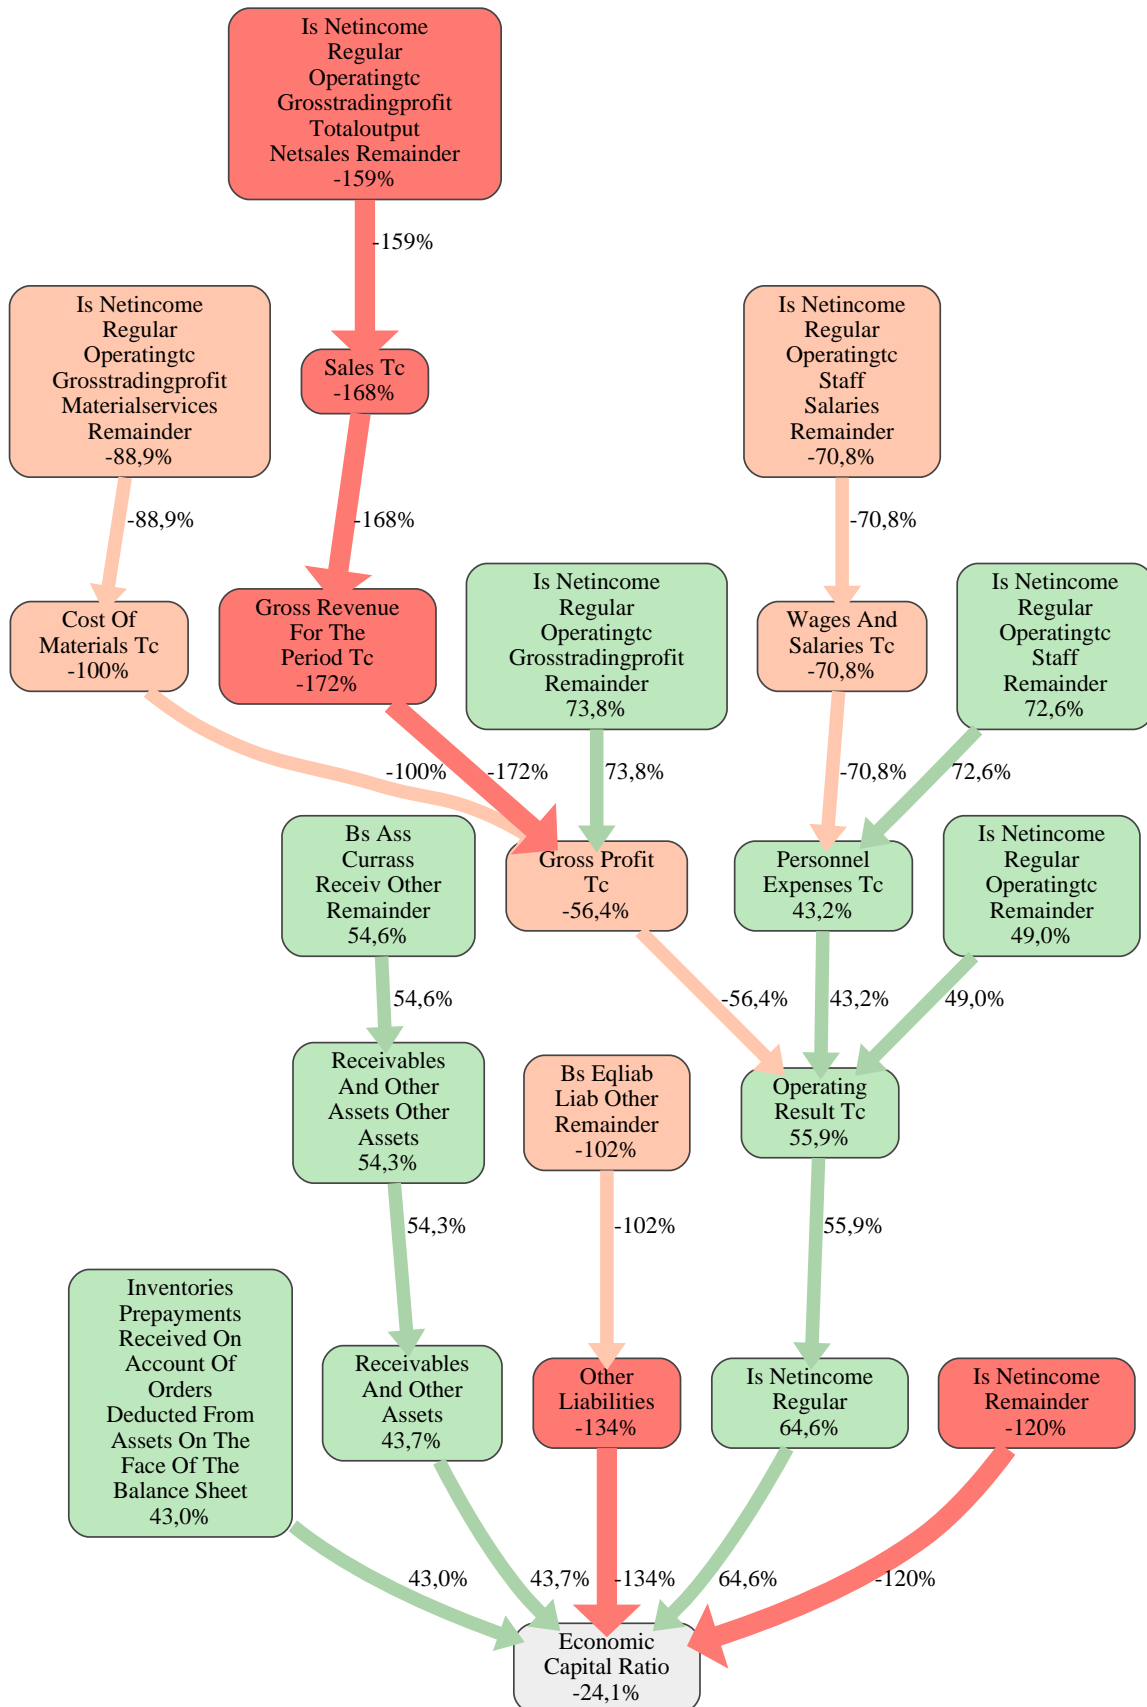 Is Netincome
Regular
Operatingtc
Grosstradingprofit
Totaloutput
Netsales Remainder
-159%
-159%
Is Netincome
Regular
Operatingtc
Grosstradingprofit
Materialservices
Remainder
-88,9%
Sales Tc
-168%
Is Netincome
Regular
Operatingtc
Staff
Salaries
Remainder
-70,8%
-88,9%
-168%
-70,8%
Cost Of
Materials Tc
-100%
Gross Revenue
For The
Period Tc
-172%
Is Netincome
Regular
Operatingtc
Grosstradingprofit
Remainder
73,8%
Wages And
Salaries Tc
-70,8%
Is Netincome
Regular
Operatingtc
Staff
Remainder
72,6%
-100%
-172%
73,8%
-70,8%
72,6%
Bs Ass
Currass
Receiv Other
Remainder
54,6%
Gross Profit
Tc
-56,4%
Personnel
Expenses Tc
43,2%
Is Netincome
Regular
Operatingtc
Remainder
49,0%
54,6%
-56,4%
43,2%
49,0%
Receivables
And Other
Assets Other
Assets
54,3%
Bs Eqliab
Liab Other
Remainder
-102%
Operating
Result Tc
55,9%
54,3%
-102%
55,9%
Inventories
Prepayments
Received On
Account Of
Orders
Deducted From
Assets On The
Face Of The
Balance Sheet
43,0%
Receivables
And Other
Assets
43,7%
Other
Liabilities
-134%
Is Netincome
Regular
64,6%
Is Netincome
Remainder
-120%
43,0%
43,7%
-134%
64,6%
-120%
Economic
Capital Ratio
-24,1%